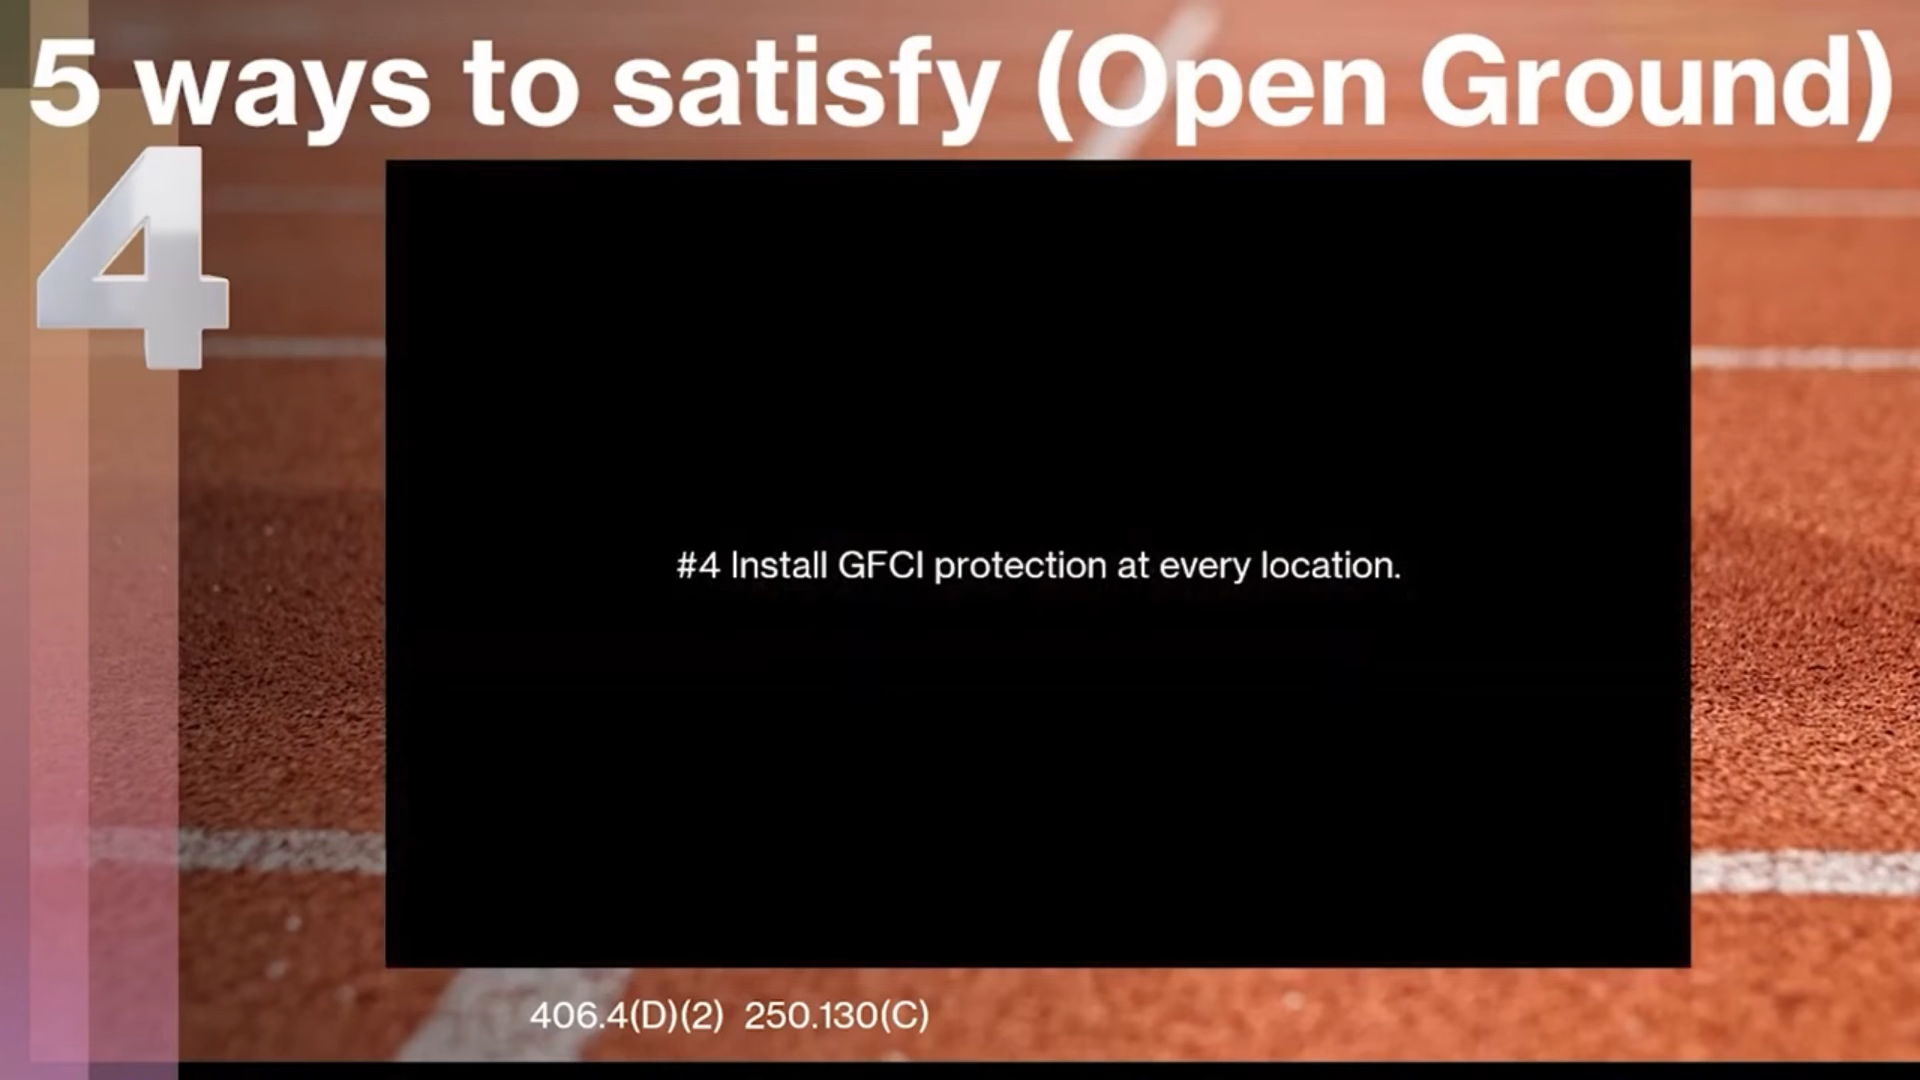 5 ways to satisfy (Open Ground)
4
#4 Install GFCI protection at every location.
406.4(D)(2) 250.130(C)